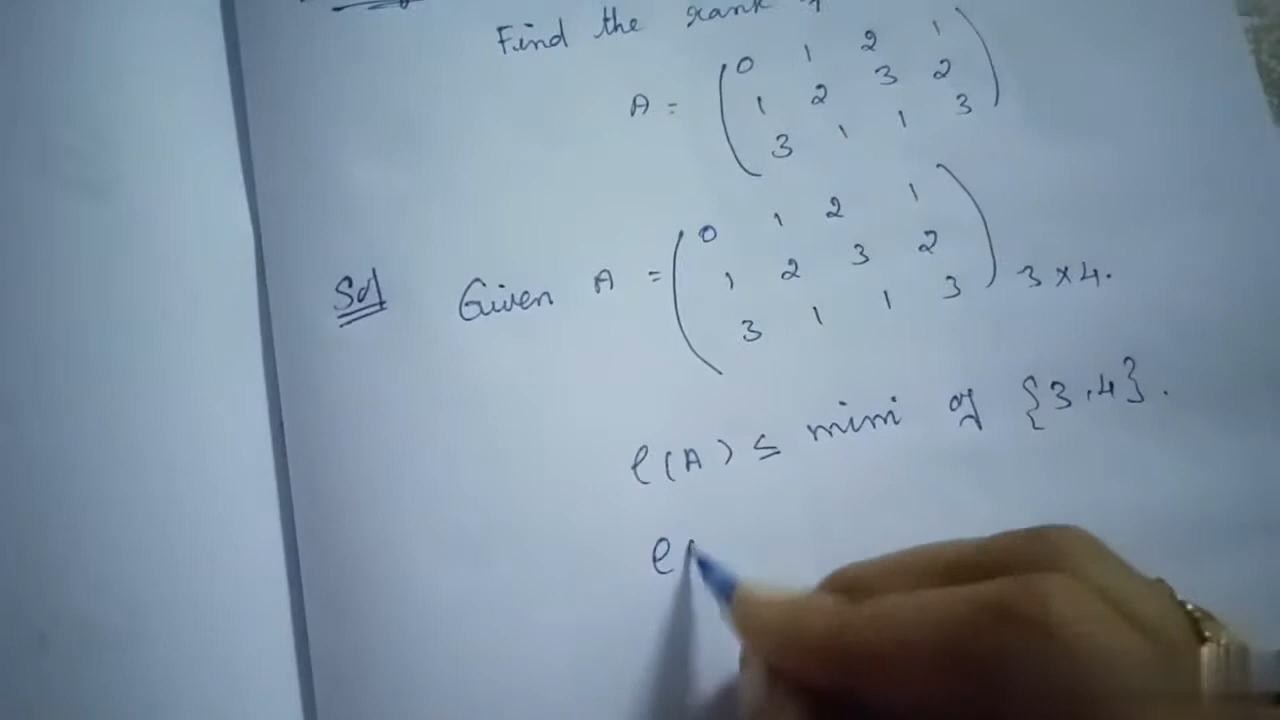 Find the rank
0 1 2 1
A = 1 2 3 2
3 1 1 3
0 1 2 1
Sol Given A = 1 2 3 2
3 1 1 3 3 x 4.
ρ(A) ≤ mini of {3,4}.
ρ